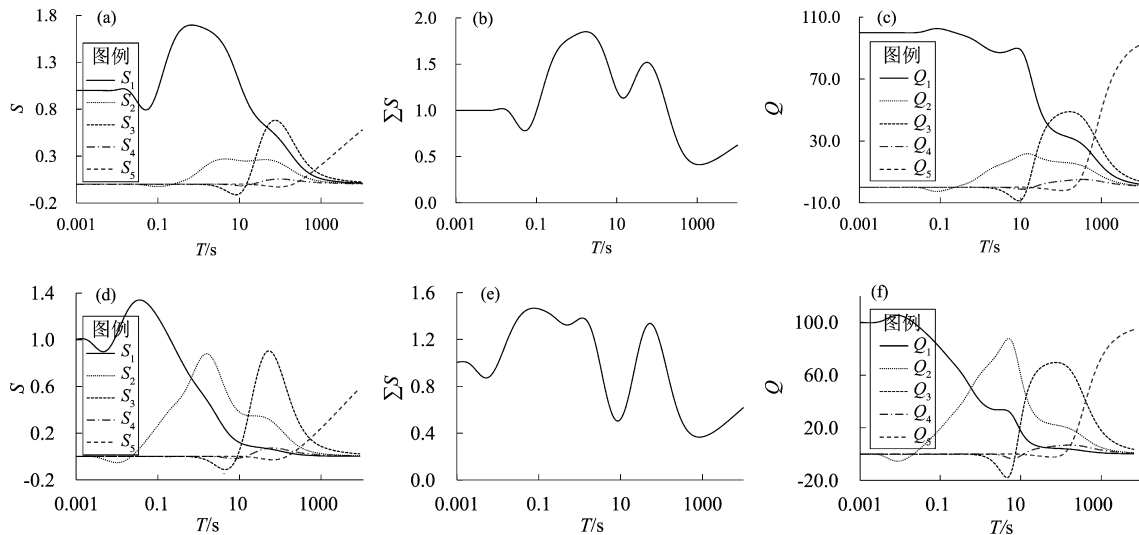 (a)
1.8
1.3
0.8
0.3
-0.2
S
图例
S₁
S₂
S₃
S₄
S₅
0.001
0.1
10
1000
T/s
(b)
2.0
1.5
1.0
0.5
0.0
∑S
0.001
0.1
10
1000
T/s
(c)
110.0
70.0
30.0
-10.0
Q
图例
Q₁
Q₂
Q₃
Q₄
Q₅
0.001
0.1
10
1000
T/s
(d)
1.4
1.0
0.6
0.2
-0.2
S
图例
S₁
S₂
S₃
S₄
S₅
0.001
0.1
10
1000
T/s
(e)
1.6
1.2
0.8
0.4
0.0
∑S
0.001
0.1
10
1000
T/s
(f)
100.0
60.0
20.0
-20.0
Q
图例
Q₁
Q₂
Q₃
Q₄
Q₅
0.001
0.1
10
1000
T/s